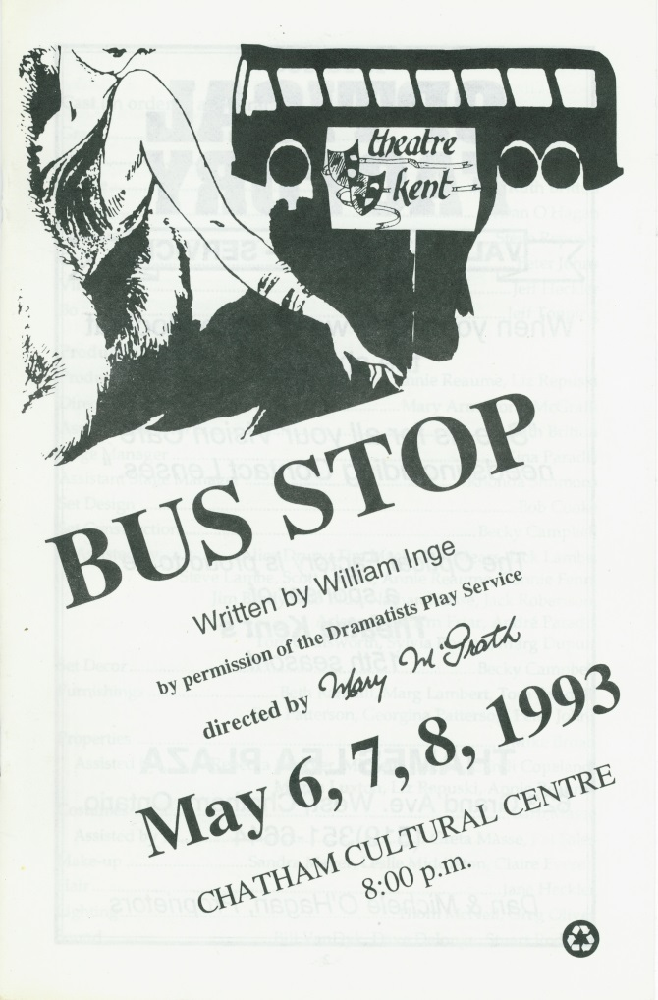 theatre
kent
BUS STOP
Written by William Inge
by permission of the Dramatists Play Service
directed by Mary McGrath
May 6, 7, 8, 1993
CHATHAM CULTURAL CENTRE
8:00 p.m.